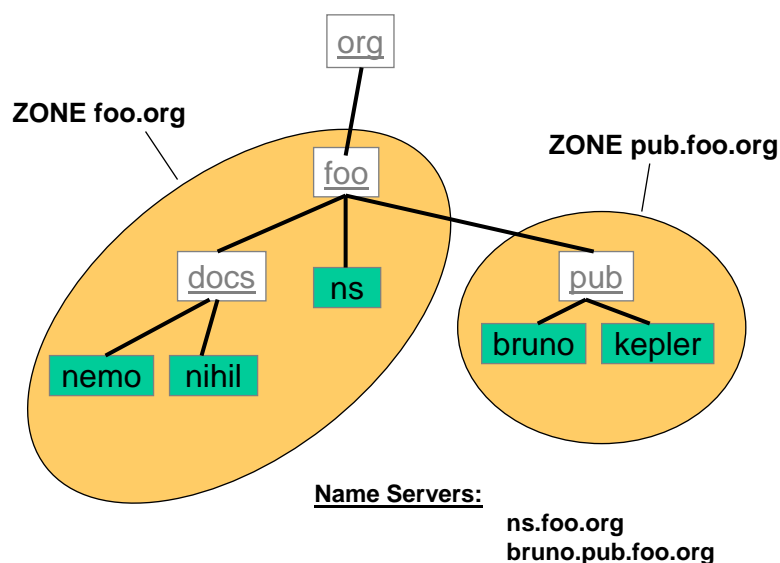 org
ZONE foo.org
ZONE pub.foo.org
foo
docs
ns
pub
bruno
kepler
nemo
nihil
Name Servers:
ns.foo.org
bruno.pub.foo.org